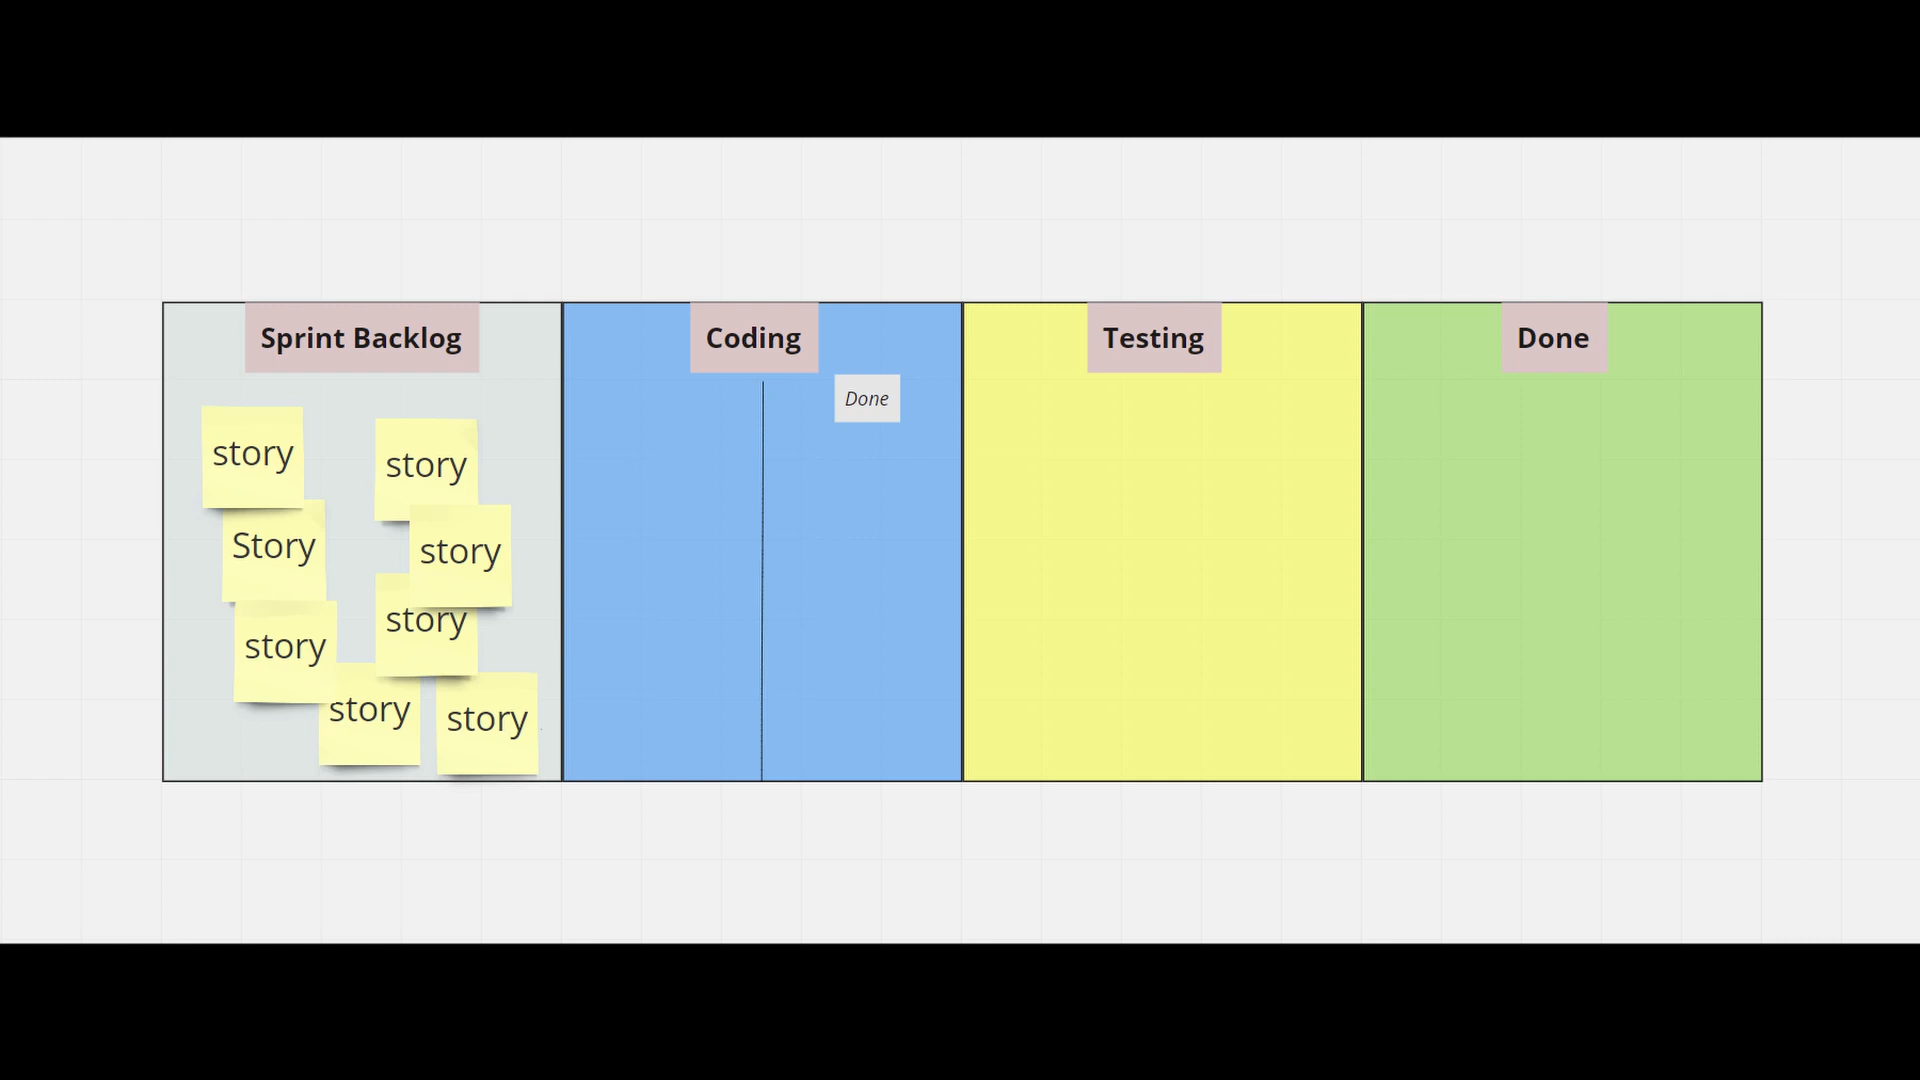 Sprint Backlog
Coding
Testing
Done
Done
story
story
Story
story
story
story
story
story